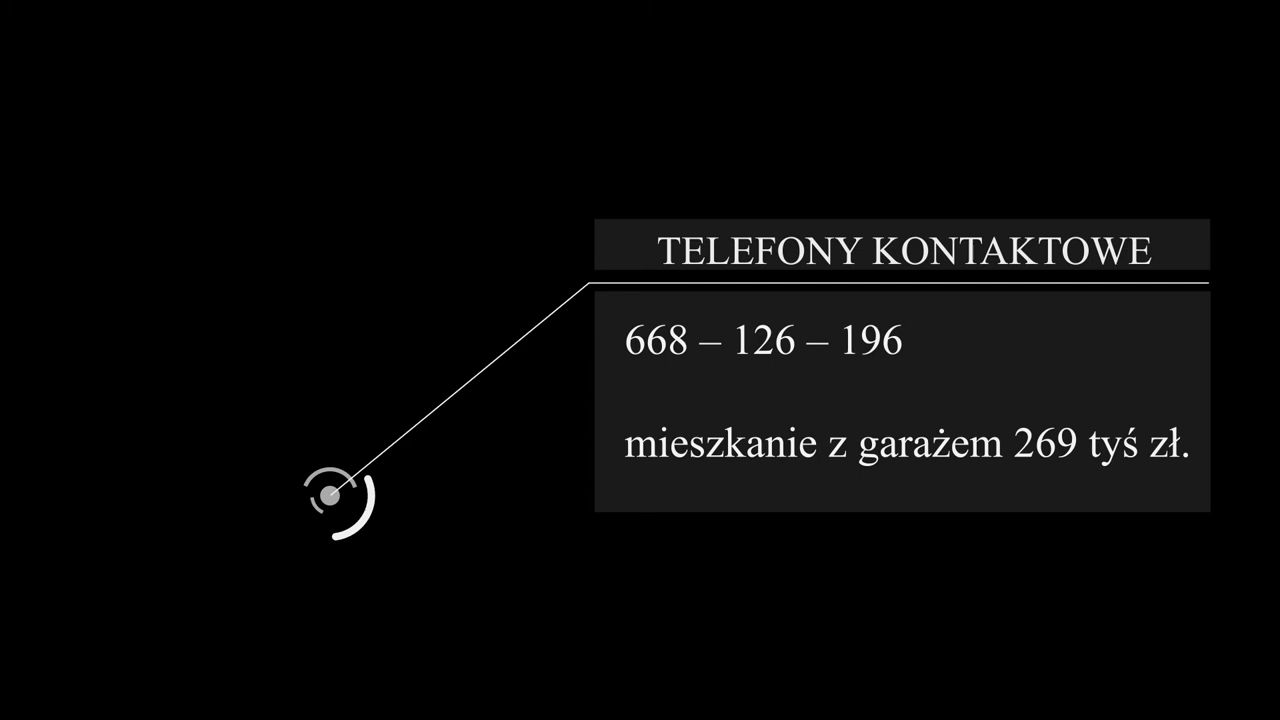 TELEFONY KONTAKTOWE
668 – 126 – 196
mieszkanie z garażem 269 tyś zł.